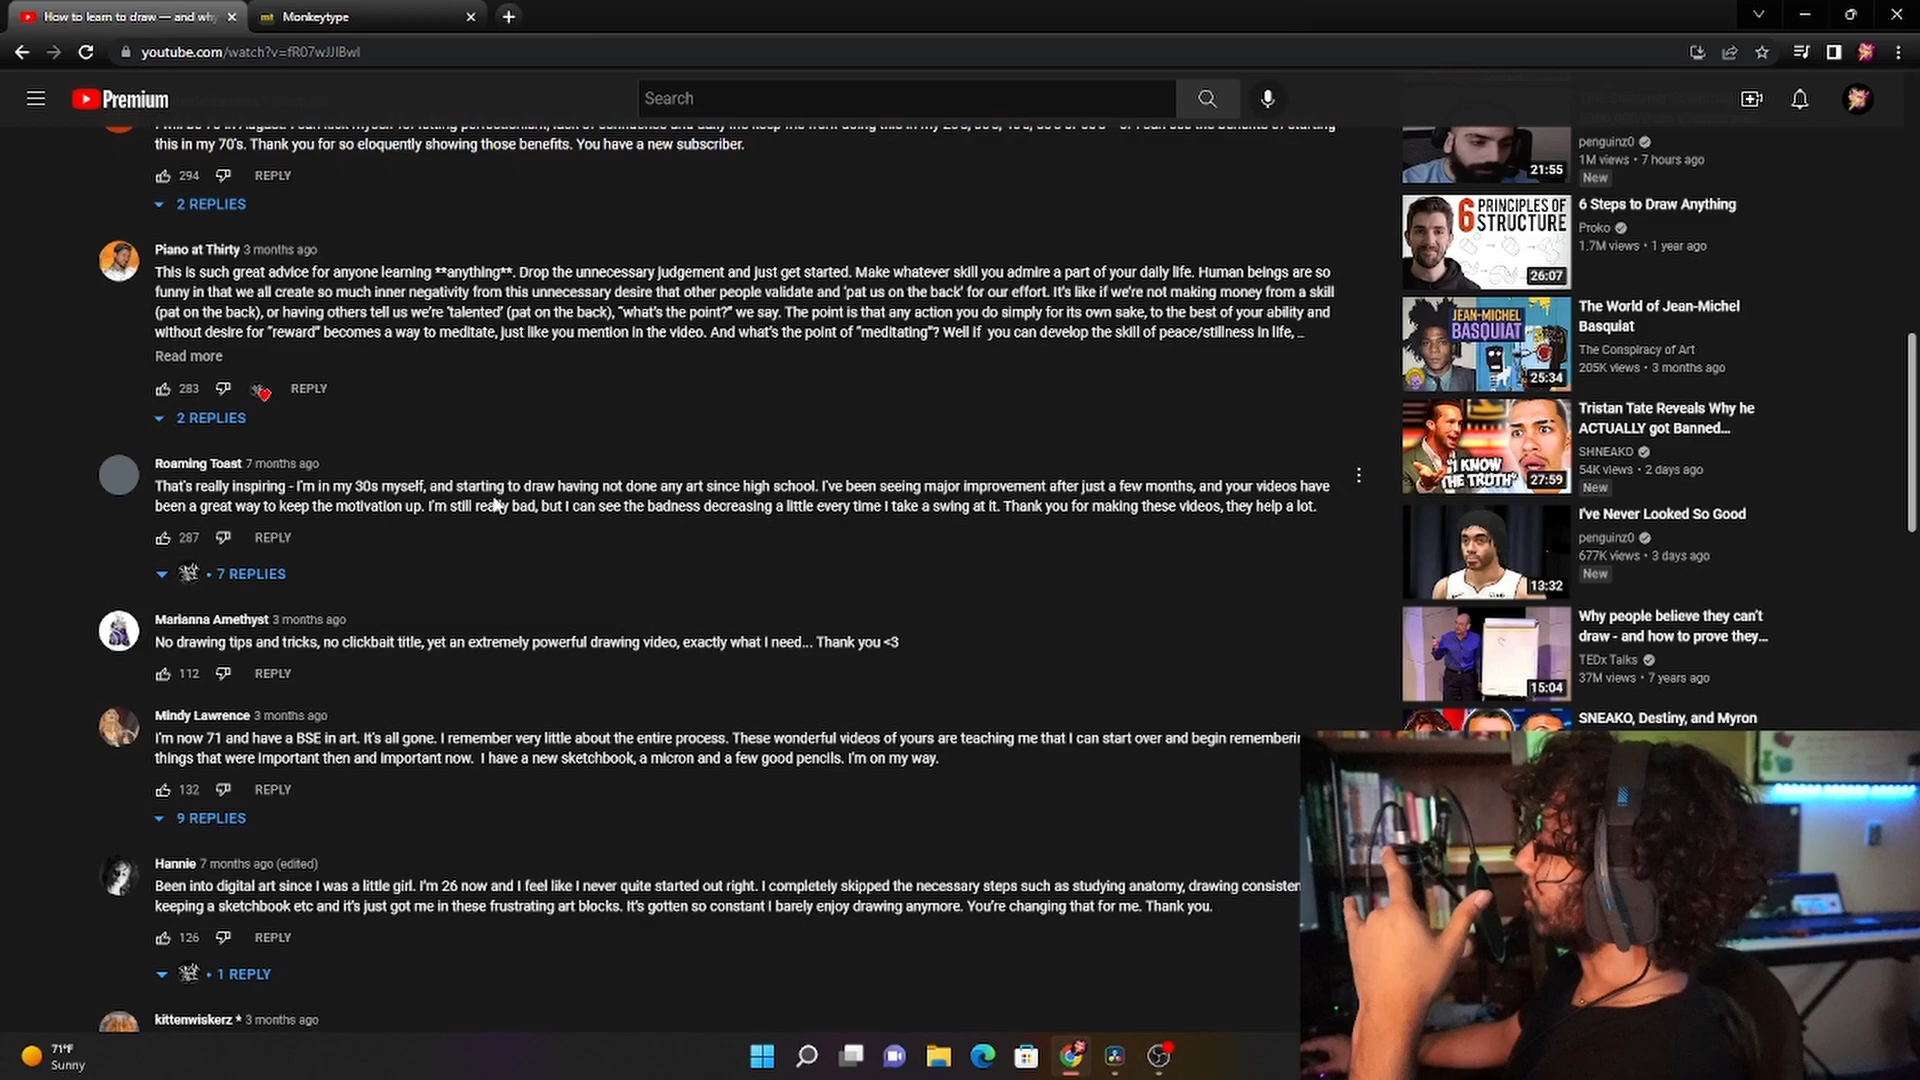 How to learn to draw — and why
Monkeytype
youtube.com/watch?v=fR07wJJlBwI
Premium
Search
this in my 70's. Thank you for so eloquently showing those benefits. You have a new subscriber.
294 REPLY
2 REPLIES
Piano at Thirty 3 months ago
This is such great advice for anyone learning **anything**. Drop the unnecessary judgement and just get started. Make whatever skill you admire a part of your daily life. Human beings are so
funny in that we all create so much inner negativity from this unnecessary desire that other people validate and 'pat us on the back' for our effort. It's like if we're not making money from a skill
(pat on the back), or having others tell us we're 'talented' (pat on the back), "what's the point?" we say. The point is that any action you do simply for its own sake, to the best of your ability and
without desire for "reward" becomes a way to meditate, just like you mention in the video. And what's the point of "meditating"? Well if  you can develop the skill of peace/stillness in life, ...
Read more
283 REPLY
2 REPLIES
Roaming Toast 7 months ago
That's really inspiring - I'm in my 30s myself, and starting to draw having not done any art since high school. I've been seeing major improvement after just a few months, and your videos have
been a great way to keep the motivation up. I'm still really bad, but I can see the badness decreasing a little every time I take a swing at it. Thank you for making these videos, they help a lot.
287 REPLY
• 7 REPLIES
Marianna Amethyst 3 months ago
No drawing tips and tricks, no clickbait title, yet an extremely powerful drawing video, exactly what I need... Thank you <3
112 REPLY
Mindy Lawrence 3 months ago
I'm now 71 and have a BSE in art. It's all gone. I remember very little about the entire process. These wonderful videos of yours are teaching me that I can start over and begin rememberin
things that were important then and important now.  I have a new sketchbook, a micron and a few good pencils. I'm on my way.
132 REPLY
9 REPLIES
Hannie 7 months ago (edited)
Been into digital art since I was a little girl. I'm 26 now and I feel like I never quite started out right. I completely skipped the necessary steps such as studying anatomy, drawing consisten
keeping a sketchbook etc and it's just got me in these frustrating art blocks. It's gotten so constant I barely enjoy drawing anymore. You're changing that for me. Thank you.
126 REPLY
• 1 REPLY
kittenwiskerz * 3 months ago
21:55
penguinz0
1M views • 7 hours ago
New
6 PRINCIPLES OF
STRUCTURE
26:07
6 Steps to Draw Anything
Proko
1.7M views • 1 year ago
JEAN-MICHEL
BASQUIAT
25:34
The World of Jean-Michel
Basquiat
The Conspiracy of Art
205K views • 3 months ago
"I KNOW
THE TRUTH"
27:59
Tristan Tate Reveals Why he
ACTUALLY got Banned...
SHNEAKO
54K views • 2 days ago
New
13:32
I've Never Looked So Good
penguinz0
677K views • 3 days ago
New
15:04
Why people believe they can't
draw - and how to prove they...
TEDx Talks
37M views • 7 years ago
SNEAKO, Destiny, and Myron
71°F
Sunny